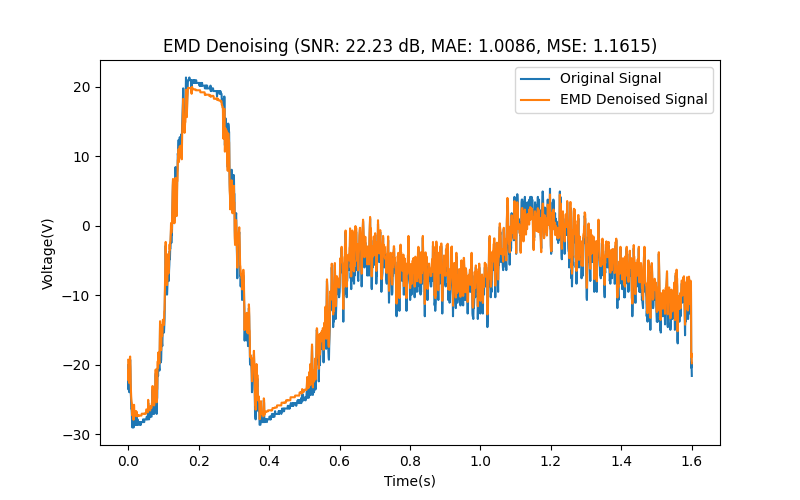 EMD Denoising (SNR: 22.23 dB, MAE: 1.0086, MSE: 1.1615)
Original Signal
EMD Denoised Signal
20
10
0
−10
−20
−30
Voltage(V)
0.0 0.2 0.4 0.6 0.8 1.0 1.2 1.4 1.6
Time(s)